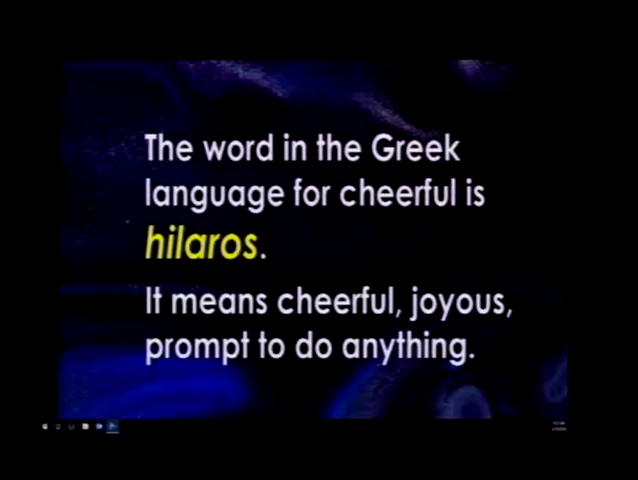 The word in the Greek
language for cheerful is
hilaros.
It means cheerful, joyous,
prompt to do anything.